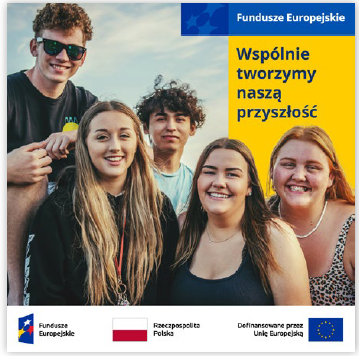 Fundusze Europejskie
Wspólnie
tworzymy
naszą
przyszłość
Fundusze
Europejskie
Rzeczpospolita
Polska
Dofinansowane przez
Unię Europejską